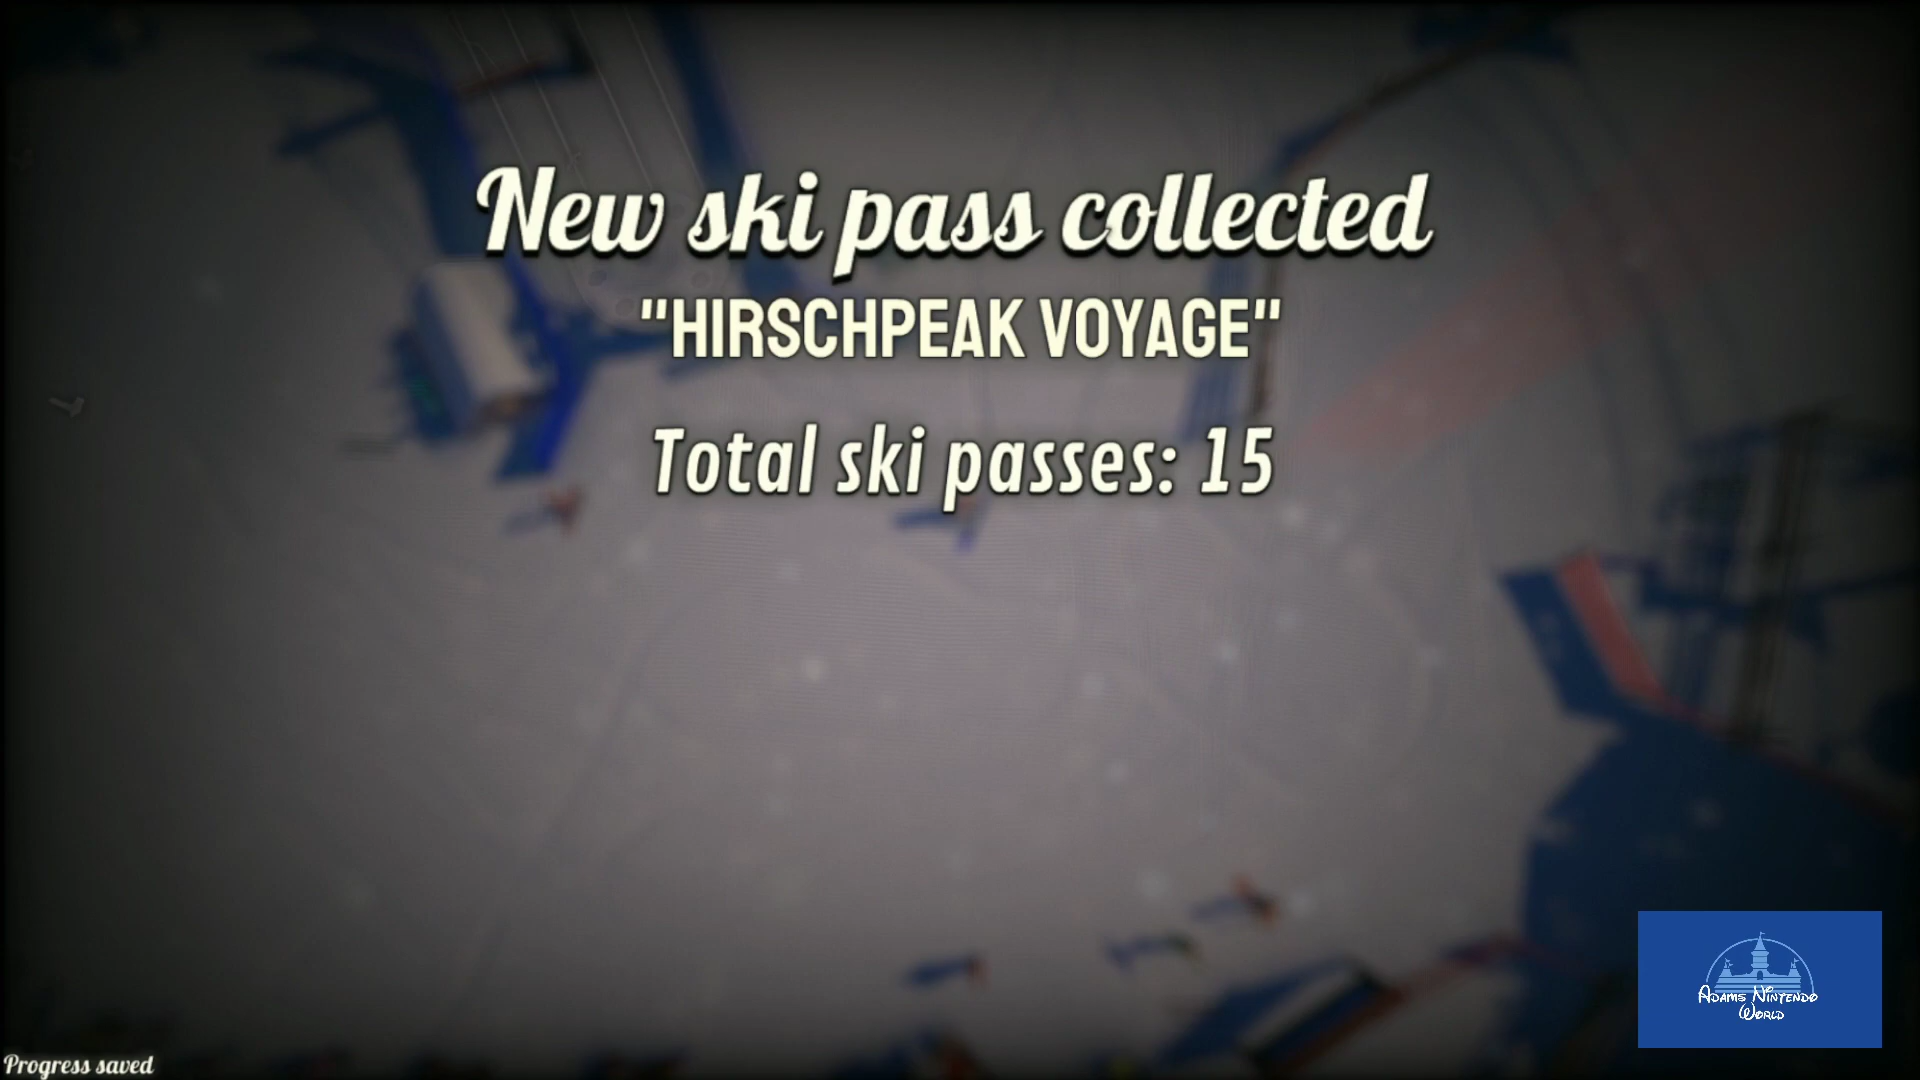 New ski pass collected
"HIRSCHPEAK VOYAGE"
Total ski passes: 15
Adams Nintendo
World
Progress saved